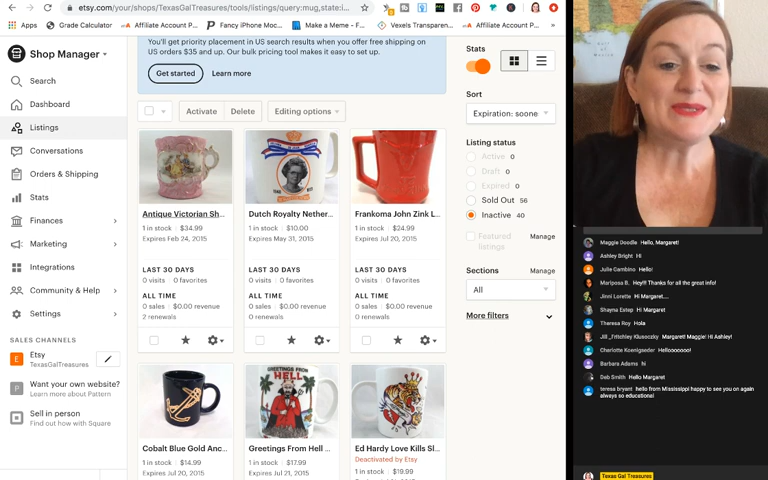 etsy.com/your/shops/TexasGalTreasures/tools/listings/query:mug,state:i...
Apps
Grade Calculator
Affiliate Account P...
Fancy iPhone Moc...
Make a Meme - F...
Vexels Transparen...
Affiliate Account P...
Shop Manager
Search
Dashboard
Listings
Conversations
Orders & Shipping
Stats
Finances
Marketing
Integrations
Community & Help
Settings
SALES CHANNELS
Etsy
TexasGalTreasures
Want your own website?
Learn more about Pattern
Sell in person
Find out how with Square
You'll get priority placement in US search results when you offer free shipping on
US orders $35 and up. Our bulk pricing tool makes it easy to set up.
Get started
Learn more
Activate
Delete
Editing options
Antique Victorian Sh...
1 in stock $34.99
Expires Feb 24, 2015
LAST 30 DAYS
0 visits 0 favorites
ALL TIME
0 sales $0.00 revenue
2 renewals
Dutch Royalty Nether...
1 in stock $10.00
Expires May 31, 2015
LAST 30 DAYS
0 visits 0 favorites
ALL TIME
0 sales $0.00 revenue
Frankoma John Zink L...
1 in stock $24.99
Expires Jul 20, 2015
LAST 30 DAYS
0 visits 0 favorites
ALL TIME
0 sales $0.00 revenue
Cobalt Blue Gold Anc...
1 in stock $14.99
Expires Jul 20, 2015
GREETINGS FROM
HELL
Greetings From Hell ...
1 in stock $17.99
Expires Jul 21, 2015
Ed Hardy Love Kills Sl...
Deactivated by Etsy
1 in stock $19.99
Stats
Sort
Expiration: soone
Listing status
Active 0
Draft 0
Expired 0
Sold Out 56
Inactive 40
Featured
listings
Manage
Sections
Manage
All
More filters
Maggie Doodle Hello, Margaret!
Ashley Bright Hi
Julie Cambino Hello!
Mariposa B. Hey!!! Thanks for all the great info!
Jinni Lorette Hi Margaret....
Shayna Estep Hi Margaret
Theresa Roy Hola
Jill _Fritchley Klusoczky Margaret! Maggie! Hi Ashley!
Charlotte Koenigseder Hellooooooo!
Barbara Adams hi
Deb Smith Hello Margaret
teresa bryant hello from Mississippi happy to see you on again
always so educational
Texas Gal Treasures